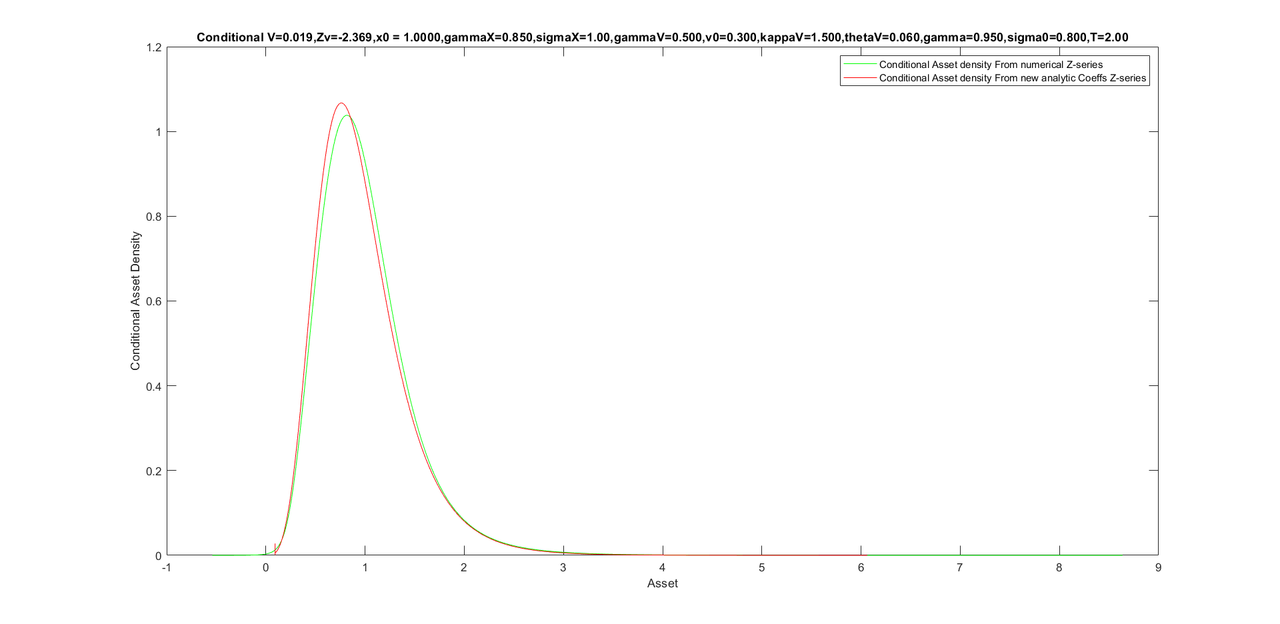 Conditional V=0.019,Zv=-2.369,x0 = 1.0000,gammaX=0.850,sigmaX=1.00,gammaV=0.500,v0=0.300,kappaV=1.500,thetaV=0.060,gamma=0.950,sigma0=0.800,T=2.00
Conditional Asset density From numerical Z-series
Conditional Asset density From new analytic Coeffs Z-series
1.2
1
0.8
0.6
0.4
0.2
0
Conditional Asset Density
-1 0 1 2 3 4 5 6 7 8 9
Asset